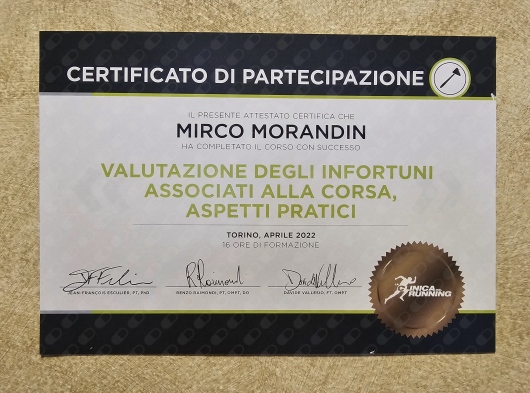 CERTIFICATO DI PARTECIPAZIONE
IL PRESENTE ATTESTATO CERTIFICA CHE
MIRCO MORANDIN
HA COMPLETATO IL CORSO CON SUCCESSO
VALUTAZIONE DEGLI INFORTUNI
ASSOCIATI ALLA CORSA,
ASPETTI PRATICI
TORINO, APRILE 2022
16 ORE DI FORMAZIONE
JEAN-FRANÇOIS ESCULIER, PT, PhD
RENZO RAIMONDI, PT, OMPT, DO
DAVIDE VALLERIO, PT, OMPT
RUNNING